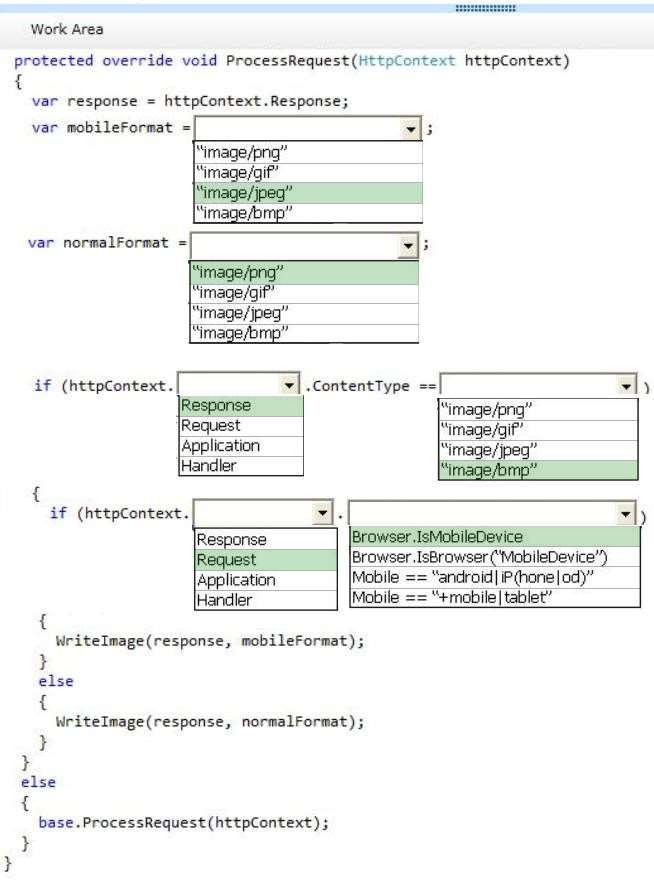 Work Area
protected override void ProcessRequest(HttpContext httpContext)
{
var response = httpContext.Response;
var mobileFormat = ;
"image/png"
"image/gif"
"image/jpeg"
"image/bmp"
var normalFormat = ;
"image/png"
"image/gif"
"image/jpeg"
"image/bmp"
if (httpContext. .ContentType == )
Response
Request
Application
Handler
"image/png"
"image/gif"
"image/jpeg"
"image/bmp"
{
if (httpContext. . )
Response
Request
Application
Handler
Browser.IsMobileDevice
Browser.IsBrowser("MobileDevice")
Mobile == "android|iP(hone|od)"
Mobile == "+mobile|tablet"
{
WriteImage(response, mobileFormat);
}
else
{
WriteImage(response, normalFormat);
}
}
else
{
base.ProcessRequest(httpContext);
}
}